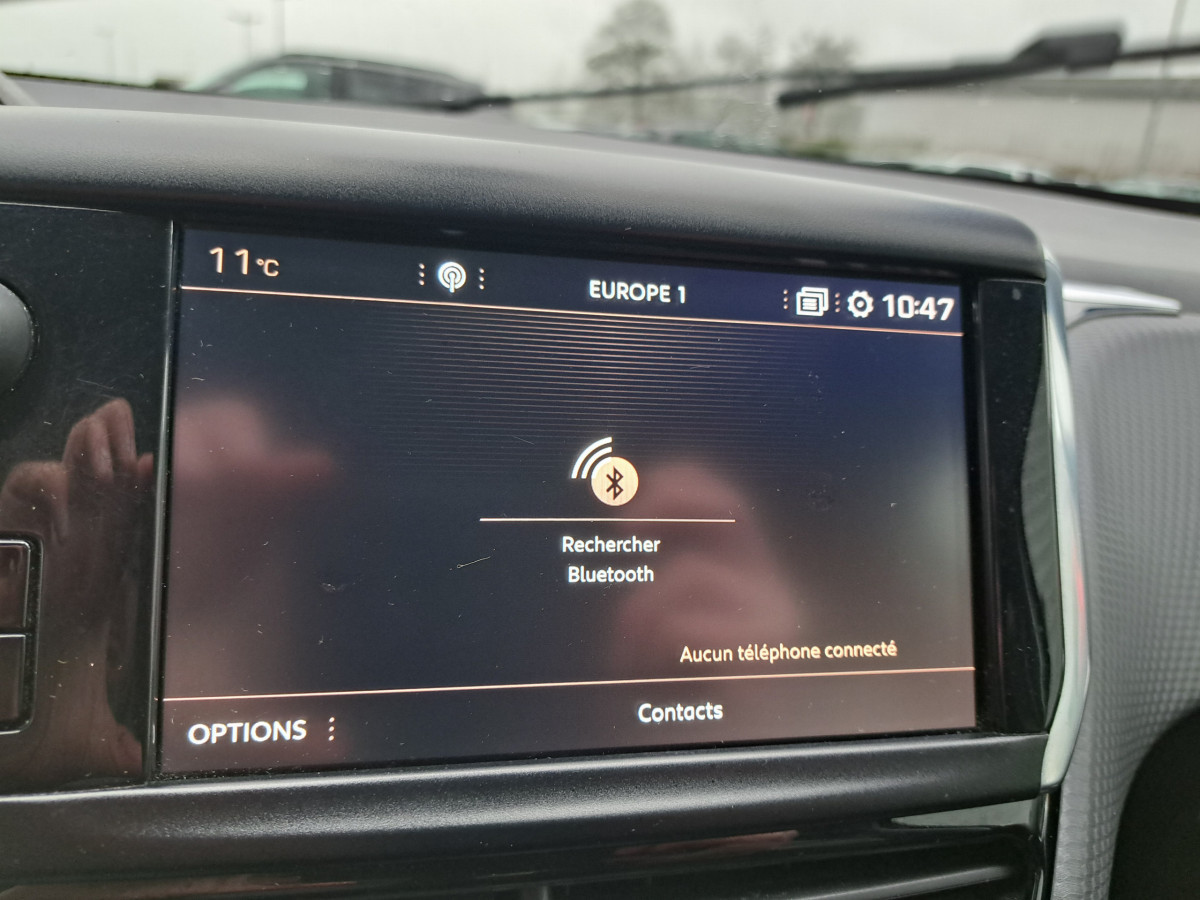 11°C
EUROPE 1
10:47
Rechercher
Bluetooth
Aucun téléphone connecté
OPTIONS
Contacts